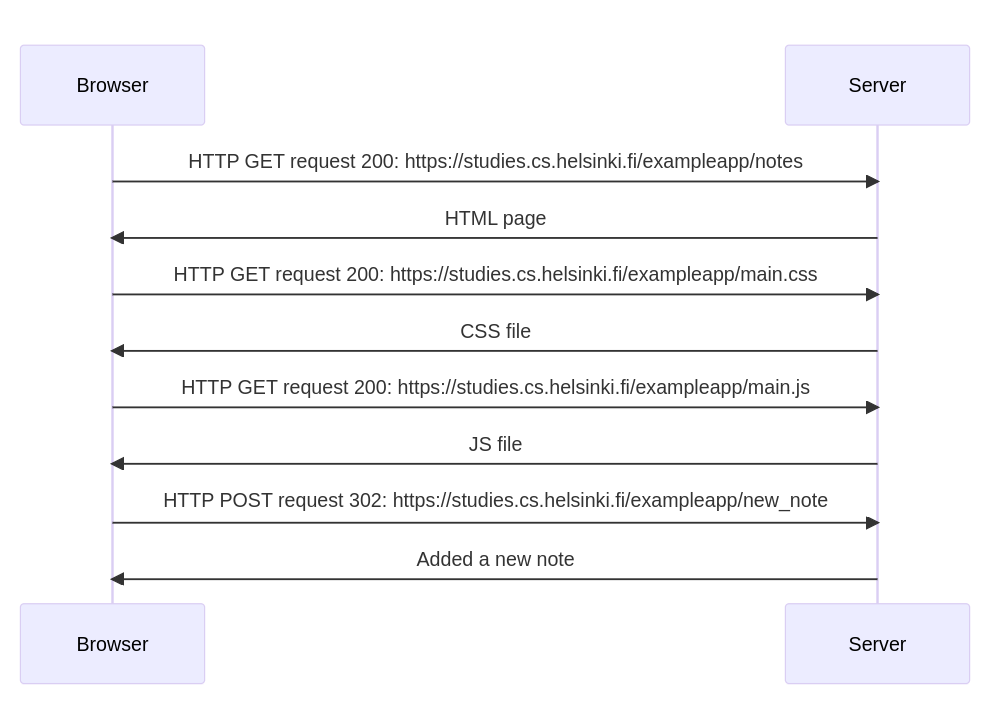 Browser
Server
HTTP GET request 200: https://studies.cs.helsinki.fi/exampleapp/notes
HTML page
HTTP GET request 200: https://studies.cs.helsinki.fi/exampleapp/main.css
CSS file
HTTP GET request 200: https://studies.cs.helsinki.fi/exampleapp/main.js
JS file
HTTP POST request 302: https://studies.cs.helsinki.fi/exampleapp/new_note
Added a new note
Browser
Server